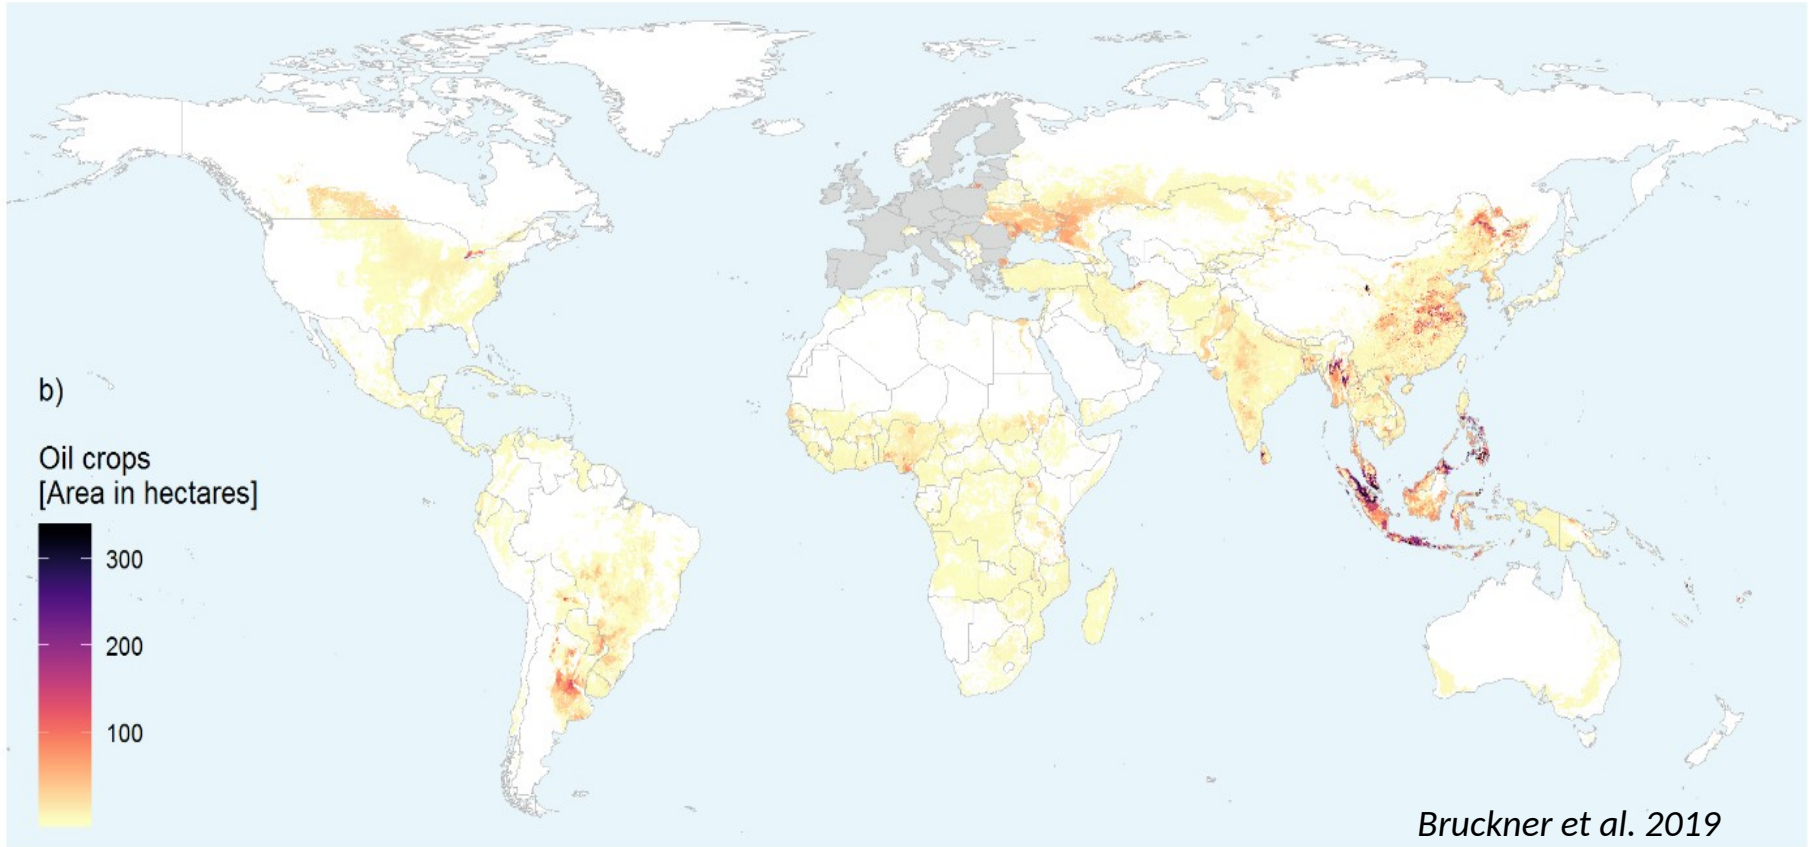 b)
Oil crops
[Area in hectares]
300
200
100
Bruckner et al. 2019